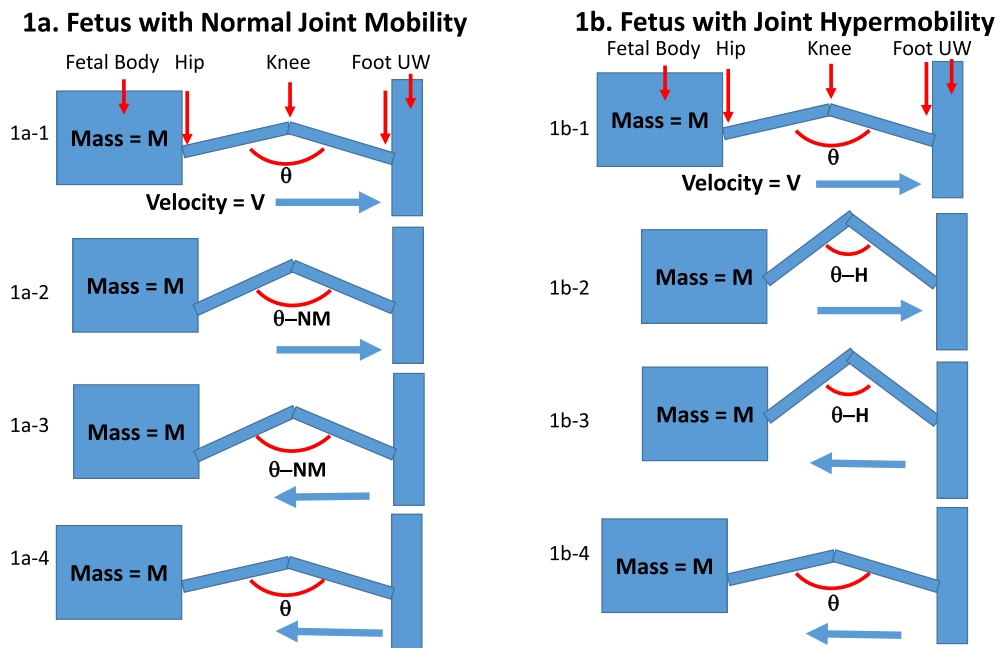 1a. Fetus with Normal Joint Mobility
Fetal Body Hip Knee Foot UW
1a-1
Mass = M
θ
Velocity = V
1a-2
Mass = M
θ–NM
1a-3
Mass = M
θ–NM
1a-4
Mass = M
θ
1b. Fetus with Joint Hypermobility
Fetal Body Hip Knee Foot UW
1b-1
Mass = M
θ
Velocity = V
1b-2
Mass = M
θ–H
1b-3
Mass = M
θ–H
1b-4
Mass = M
θ